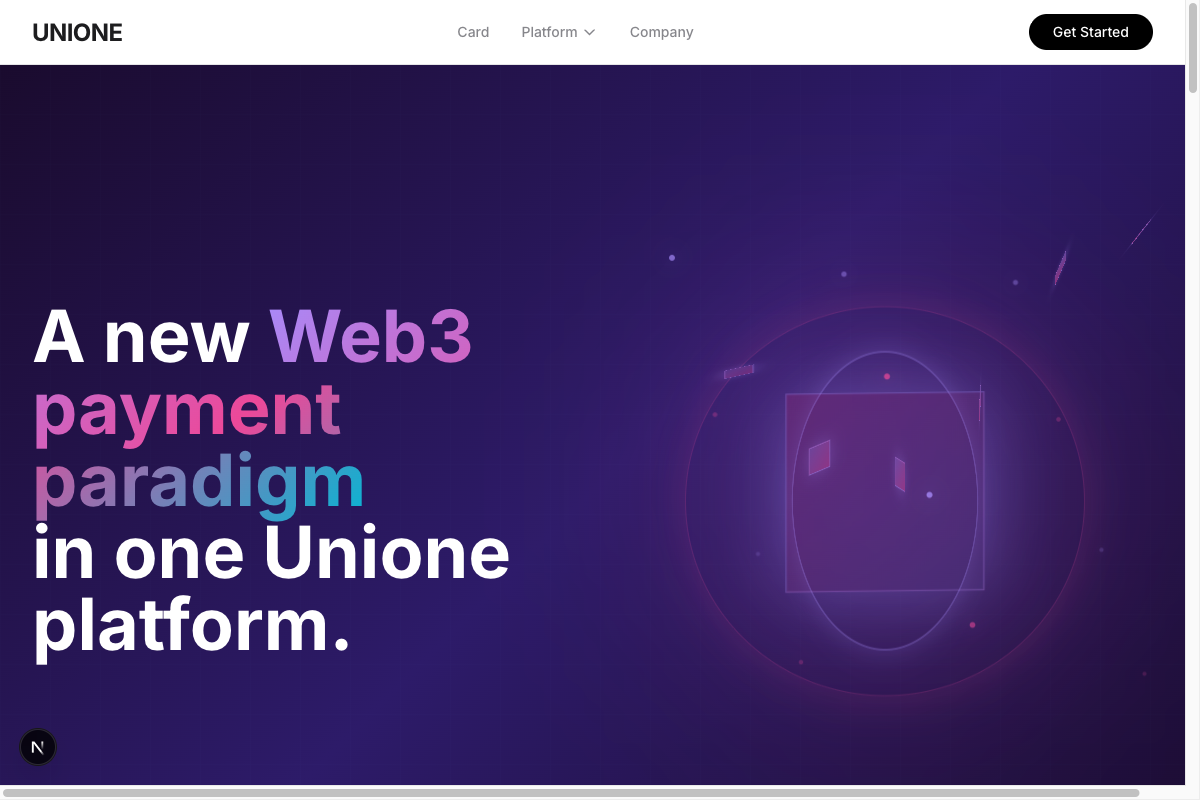 UNIONE
Card
Platform
Company
Get Started
A new Web3
payment
paradigm
in one Unione
platform.
N